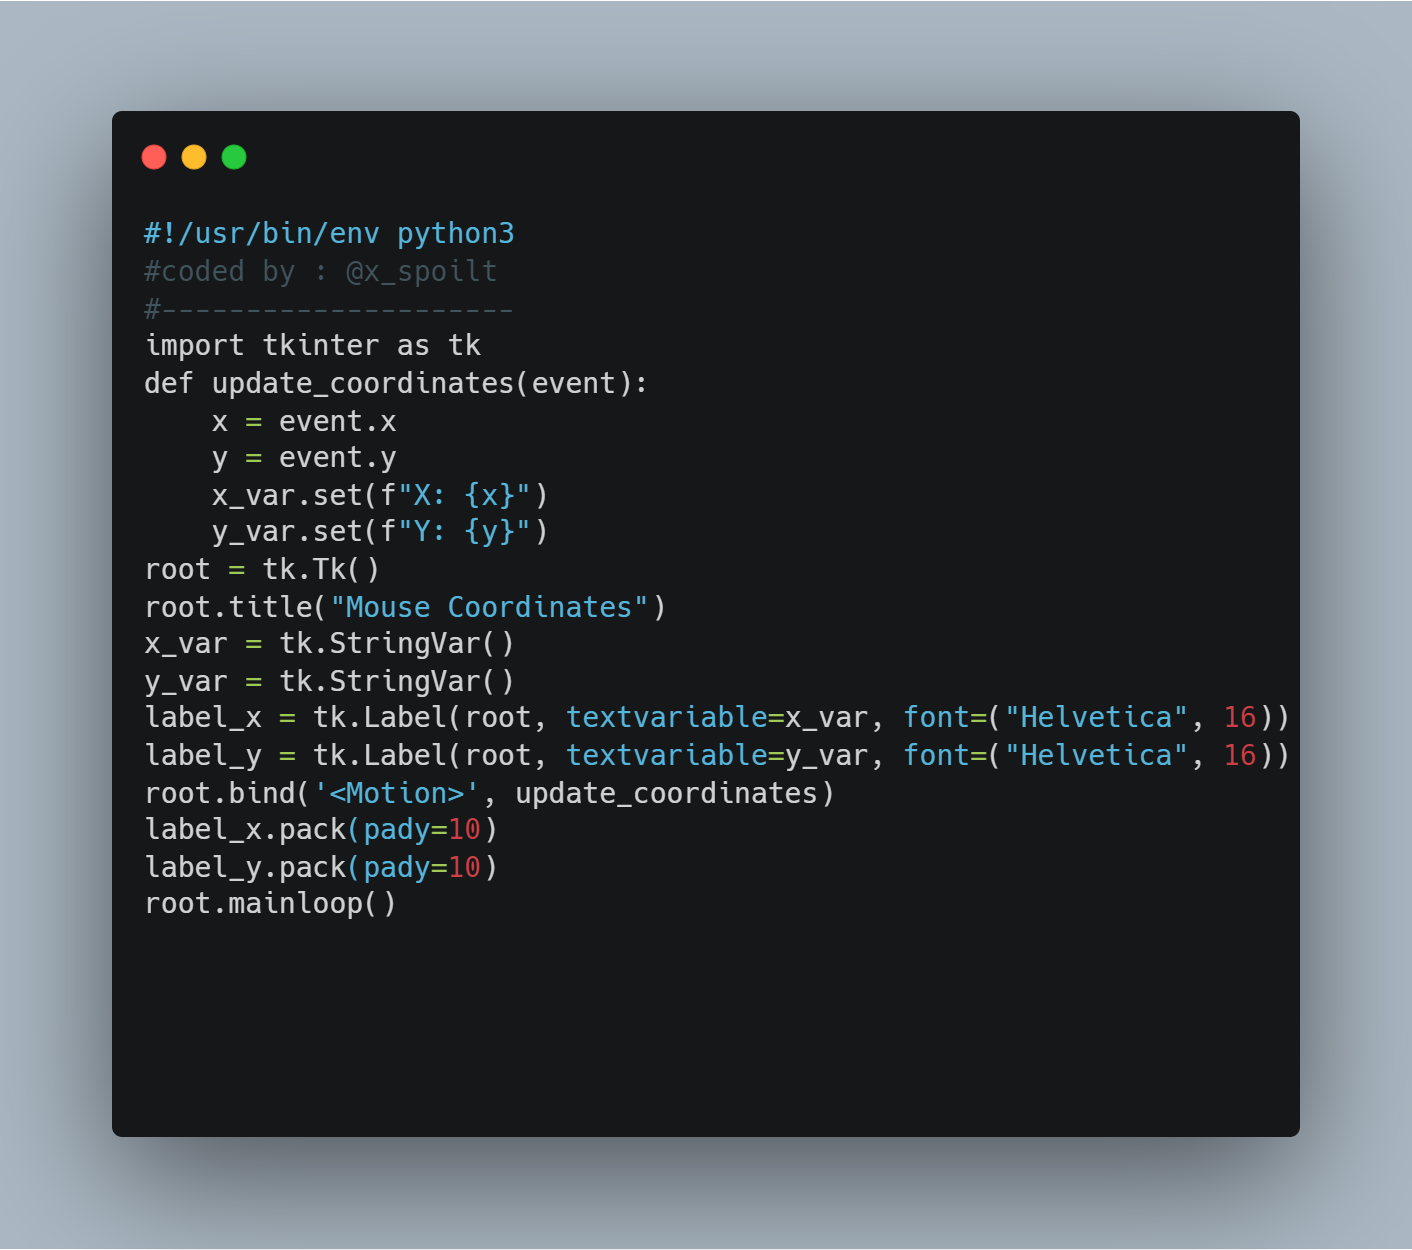 #!/usr/bin/env python3
#coded by : @x_spoilt
#---------------------
import tkinter as tk
def update_coordinates(event):
    x = event.x
    y = event.y
    x_var.set(f"X: {x}")
    y_var.set(f"Y: {y}")
root = tk.Tk()
root.title("Mouse Coordinates")
x_var = tk.StringVar()
y_var = tk.StringVar()
label_x = tk.Label(root, textvariable=x_var, font=("Helvetica", 16))
label_y = tk.Label(root, textvariable=y_var, font=("Helvetica", 16))
root.bind('<Motion>', update_coordinates)
label_x.pack(pady=10)
label_y.pack(pady=10)
root.mainloop()